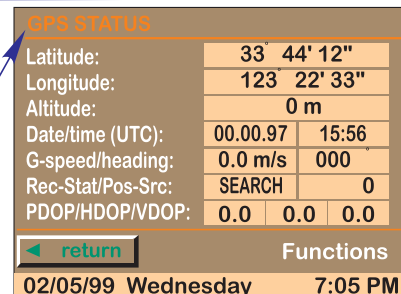 GPS STATUS
Latitude: 33° 44' 12"
Longitude: 123° 22' 33"
Altitude: 0 m
Date/time (UTC): 00.00.97 15:56
G-speed/heading: 0.0 m/s 000°
Rec-Stat/Pos-Src: SEARCH 0
PDOP/HDOP/VDOP: 0.0 0.0 0.0
◄ return Functions
02/05/99 Wednesday 7:05 PM